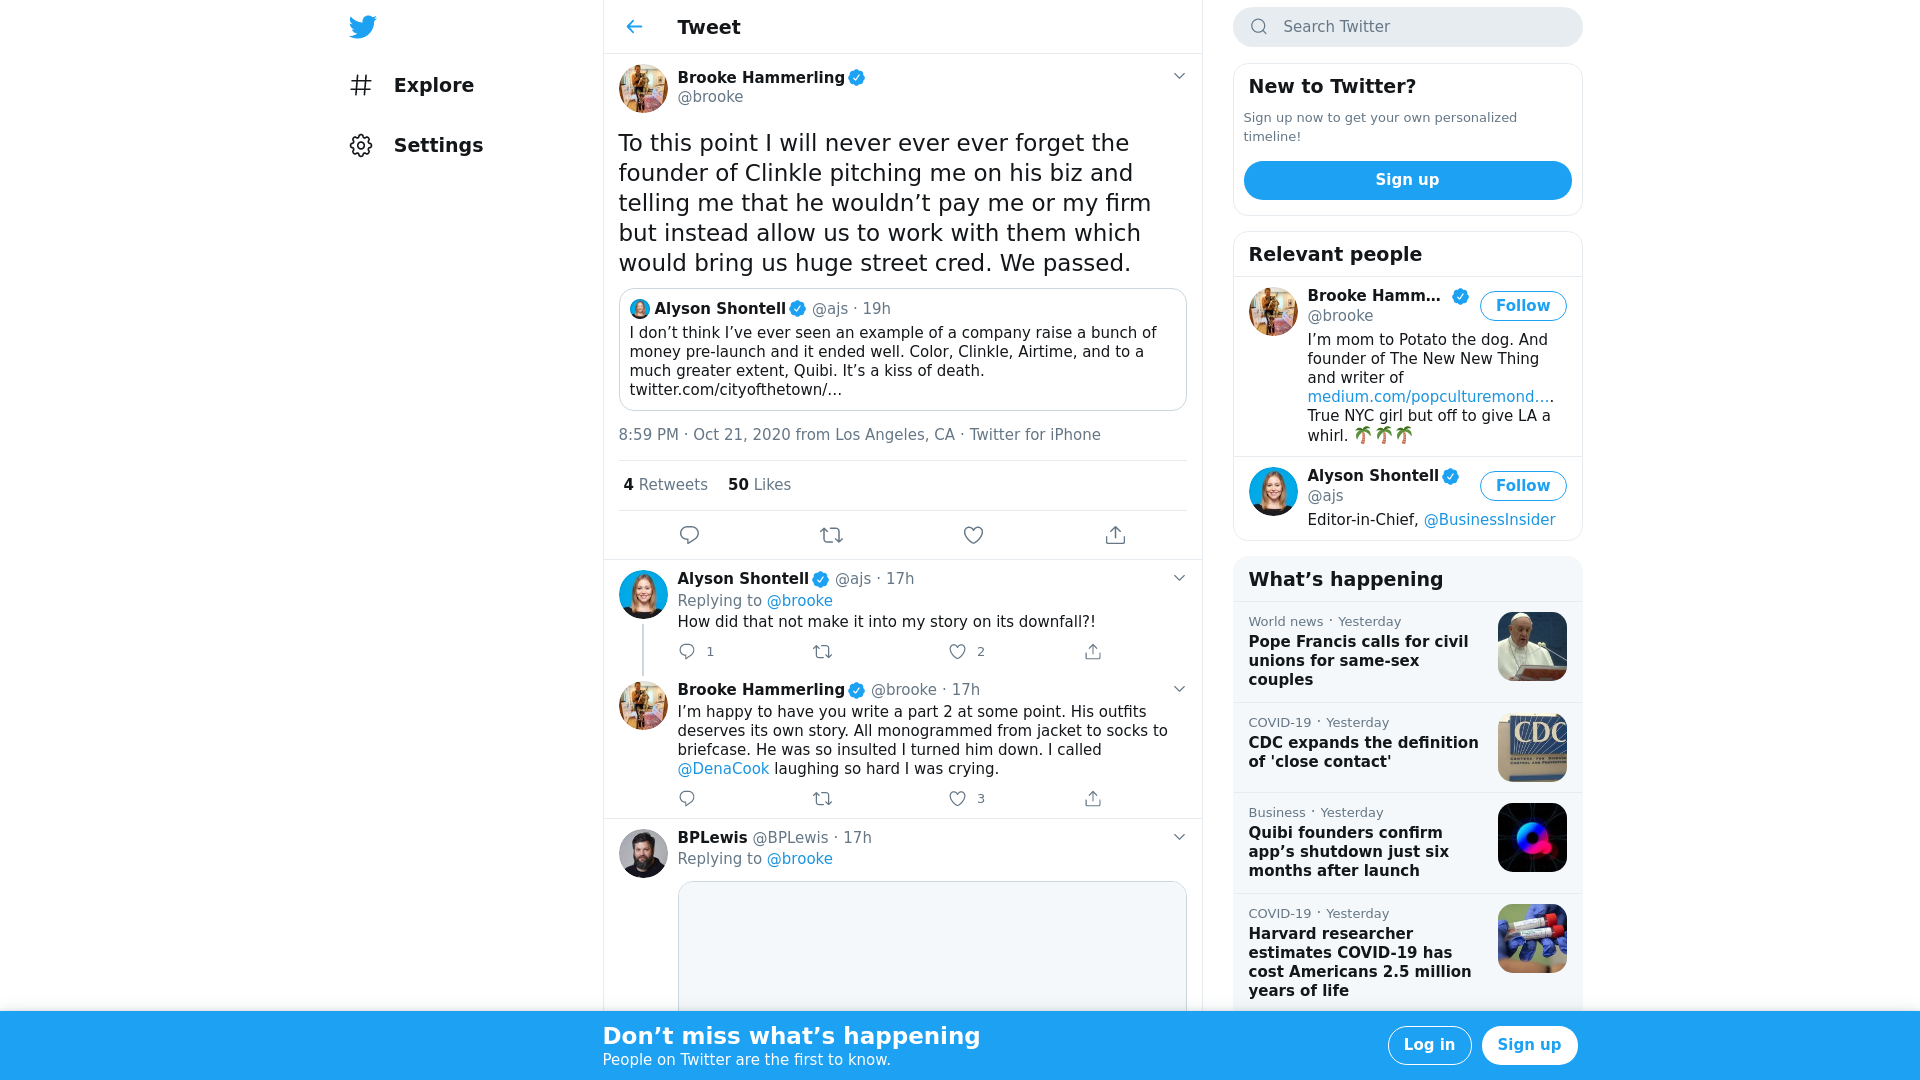 Explore
Settings
Tweet
Brooke Hammerling
@brooke
To this point I will never ever ever forget the
founder of Clinkle pitching me on his biz and
telling me that he wouldn’t pay me or my firm
but instead allow us to work with them which
would bring us huge street cred. We passed.
Alyson Shontell @ajs · 19h
I don’t think I’ve ever seen an example of a company raise a bunch of
money pre-launch and it ended well. Color, Clinkle, Airtime, and to a
much greater extent, Quibi. It’s a kiss of death.
twitter.com/cityofthetown/…
8:59 PM · Oct 21, 2020 from Los Angeles, CA · Twitter for iPhone
4 Retweets 50 Likes
Alyson Shontell @ajs · 17h
Replying to @brooke
How did that not make it into my story on its downfall?!
1 2
Brooke Hammerling @brooke · 17h
I’m happy to have you write a part 2 at some point. His outfits
deserves its own story. All monogrammed from jacket to socks to
briefcase. He was so insulted I turned him down. I called
@DenaCook laughing so hard I was crying.
3
BPLewis @BPLewis · 17h
Replying to @brooke
Search Twitter
New to Twitter?
Sign up now to get your own personalized
timeline!
Sign up
Relevant people
Brooke Hamm…
@brooke
Follow
I’m mom to Potato the dog. And
founder of The New New Thing
and writer of
medium.com/popculturemond….
True NYC girl but off to give LA a
whirl. 🌴🌴🌴
Alyson Shontell
@ajs
Follow
Editor-in-Chief, @BusinessInsider
What’s happening
World news · Yesterday
Pope Francis calls for civil
unions for same-sex
couples
COVID-19 · Yesterday
CDC expands the definition
of 'close contact'
CDC
Business · Yesterday
Quibi founders confirm
app’s shutdown just six
months after launch
COVID-19 · Yesterday
Harvard researcher
estimates COVID-19 has
cost Americans 2.5 million
years of life
Don’t miss what’s happening
People on Twitter are the first to know.
Log in
Sign up